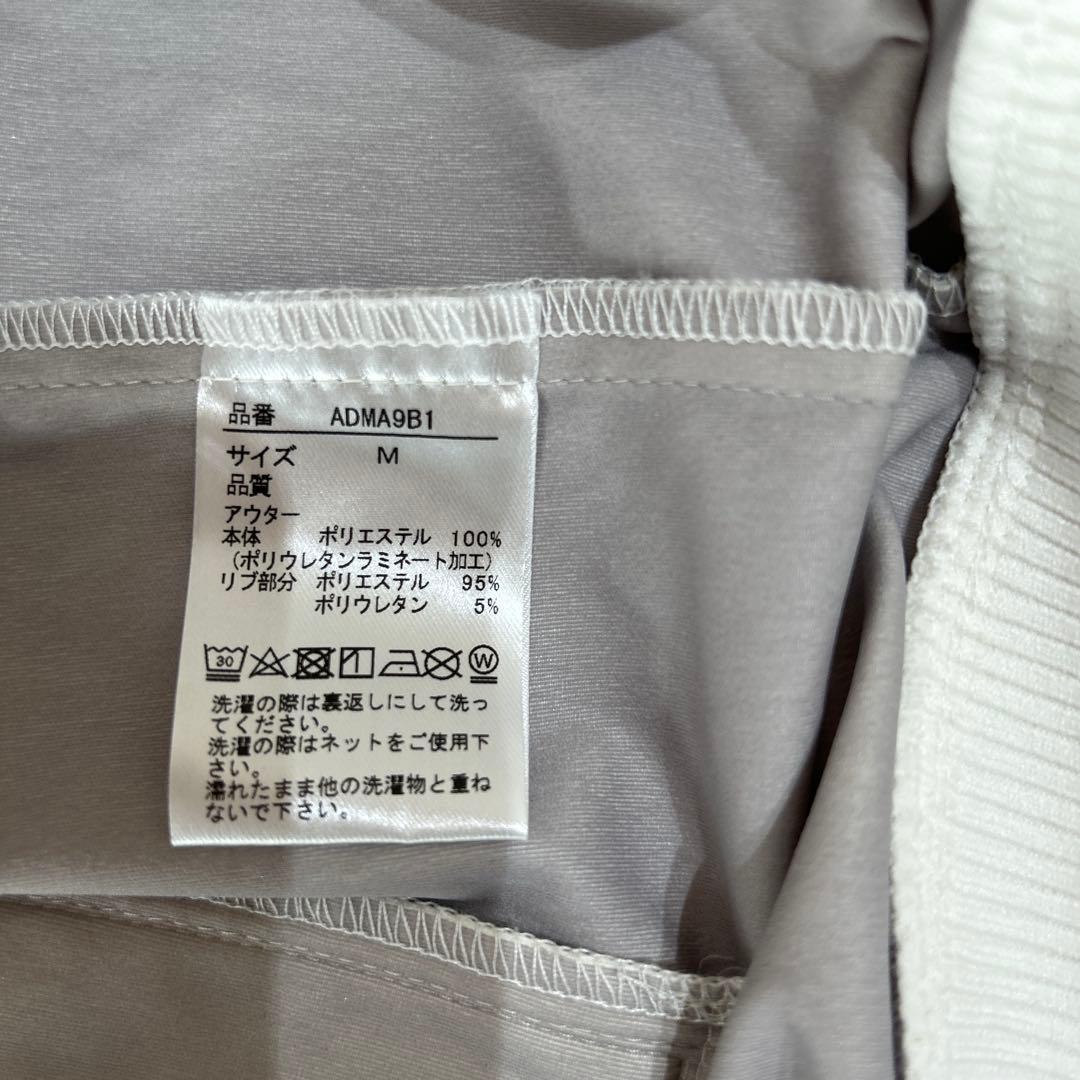 品番 ADMA9B1
サイズ M
品質
アウター
本体 ポリエステル 100%
(ポリウレタンラミネート加工)
リブ部分 ポリエステル 95%
ポリウレタン 5%
30 W
洗濯の際は裏返しにして洗っ
てください。
洗濯の際はネットをご使用下
さい。
濡れたまま他の洗濯物と重ね
ないで下さい。